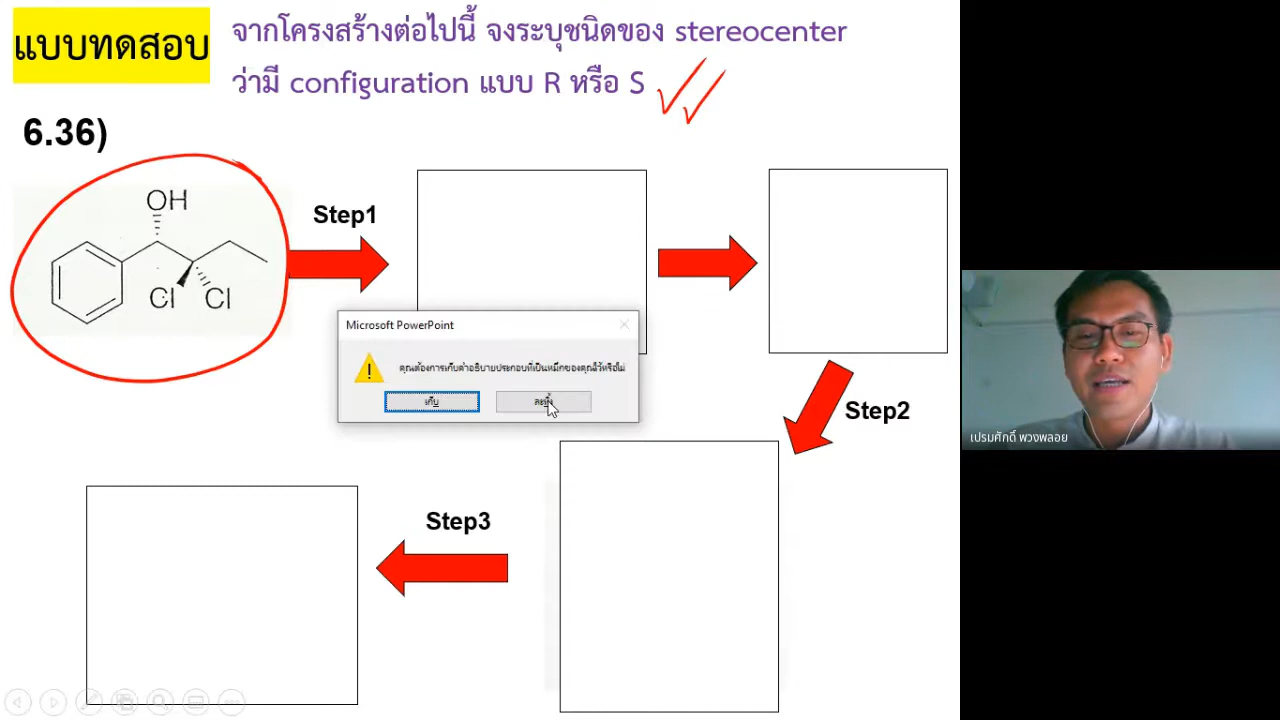 แบบทดสอบ
จากโครงสร้างต่อไปนี้ จงระบุชนิดของ stereocenter
ว่ามี configuration แบบ R หรือ S
6.36)
OH
Cl
Cl
Step1
Microsoft PowerPoint
คุณต้องการเก็บคำอธิบายประกอบที่เป็นหมึกของคุณไว้หรือไม่
เก็บ
ละทิ้ง
Step2
Step3
เปรมศักดิ์ พวงพลอย